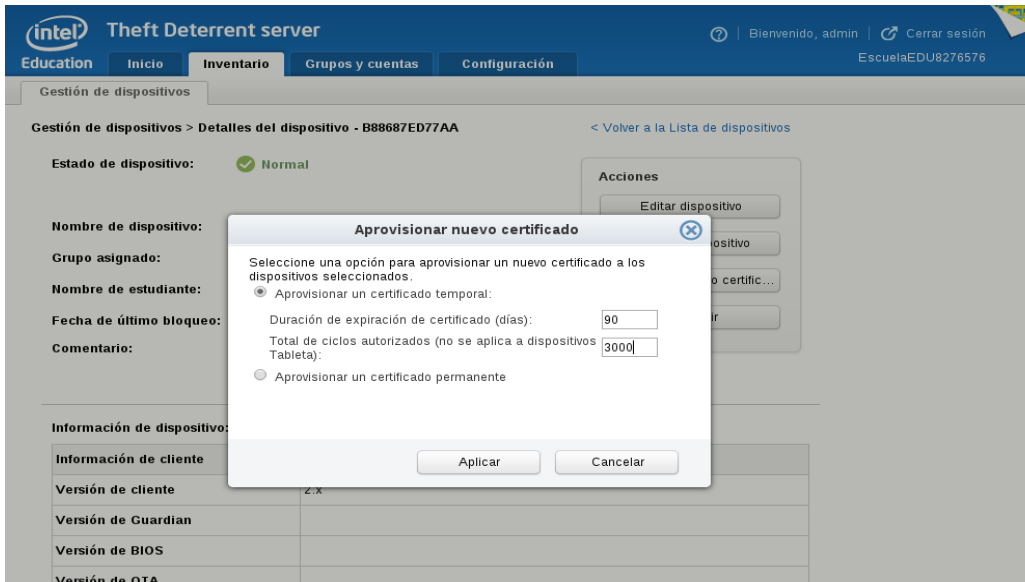 intel Theft Deterrent server
Bienvenido, admin | Cerrar sesión
Education Inicio Inventario Grupos y cuentas Configuración
EscuelaEDU8276576
Gestión de dispositivos
Gestión de dispositivos > Detalles del dispositivo - B88687ED77AA
< Volver a la Lista de dispositivos
Estado de dispositivo: Normal
Acciones
Editar dispositivo
Nombre de dispositivo:
Grupo asignado:
Nombre de estudiante:
Fecha de último bloqueo:
Comentario:
Aprovisionar nuevo certificado
Seleccione una opción para aprovisionar un nuevo certificado a los
dispositivos seleccionados.
Aprovisionar un certificado temporal:
Duración de expiración de certificado (días): 90
Total de ciclos autorizados (no se aplica a dispositivos
Tableta): 3000
Aprovisionar un certificado permanente
Aplicar Cancelar
Información de dispositivo:
Información de cliente
Versión de cliente 2.x
Versión de Guardian
Versión de BIOS
Versión de OTA